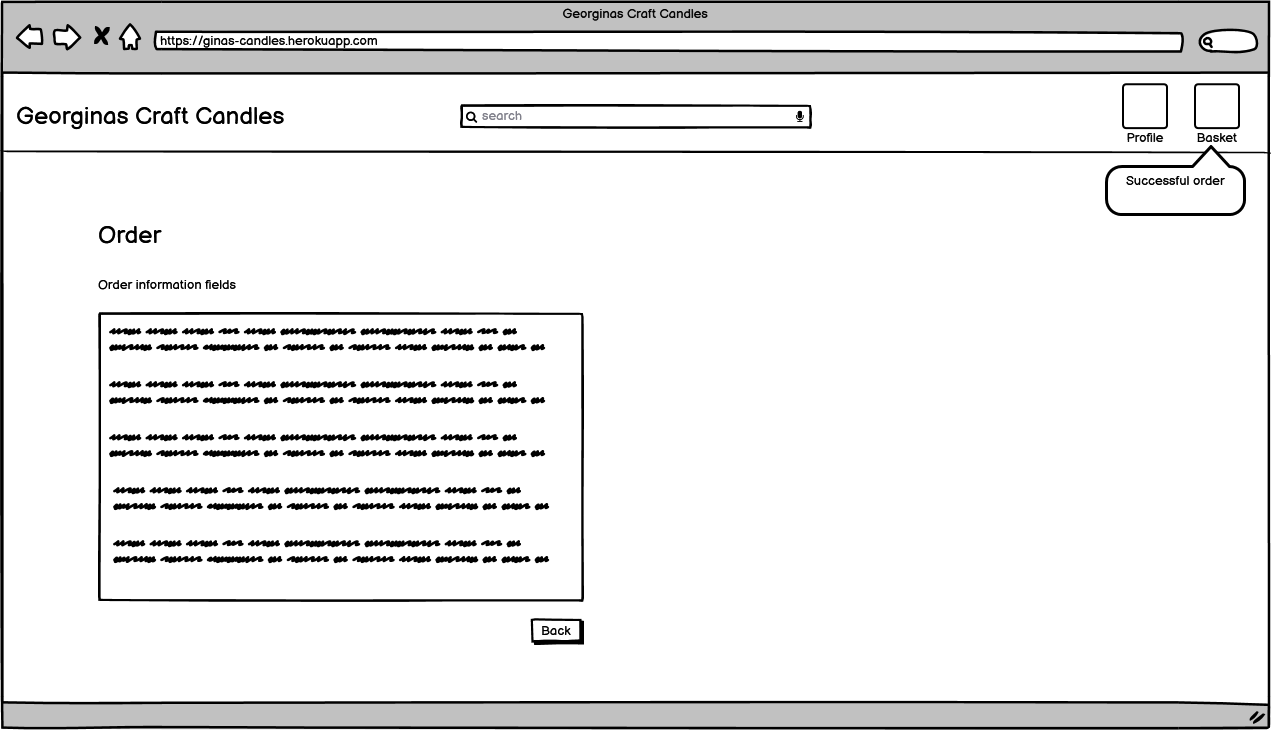 Georginas Craft Candles
https://ginas-candles.herokuapp.com
Georginas Craft Candles
search
Profile
Basket
Successful order
Order
Order information fields
Back